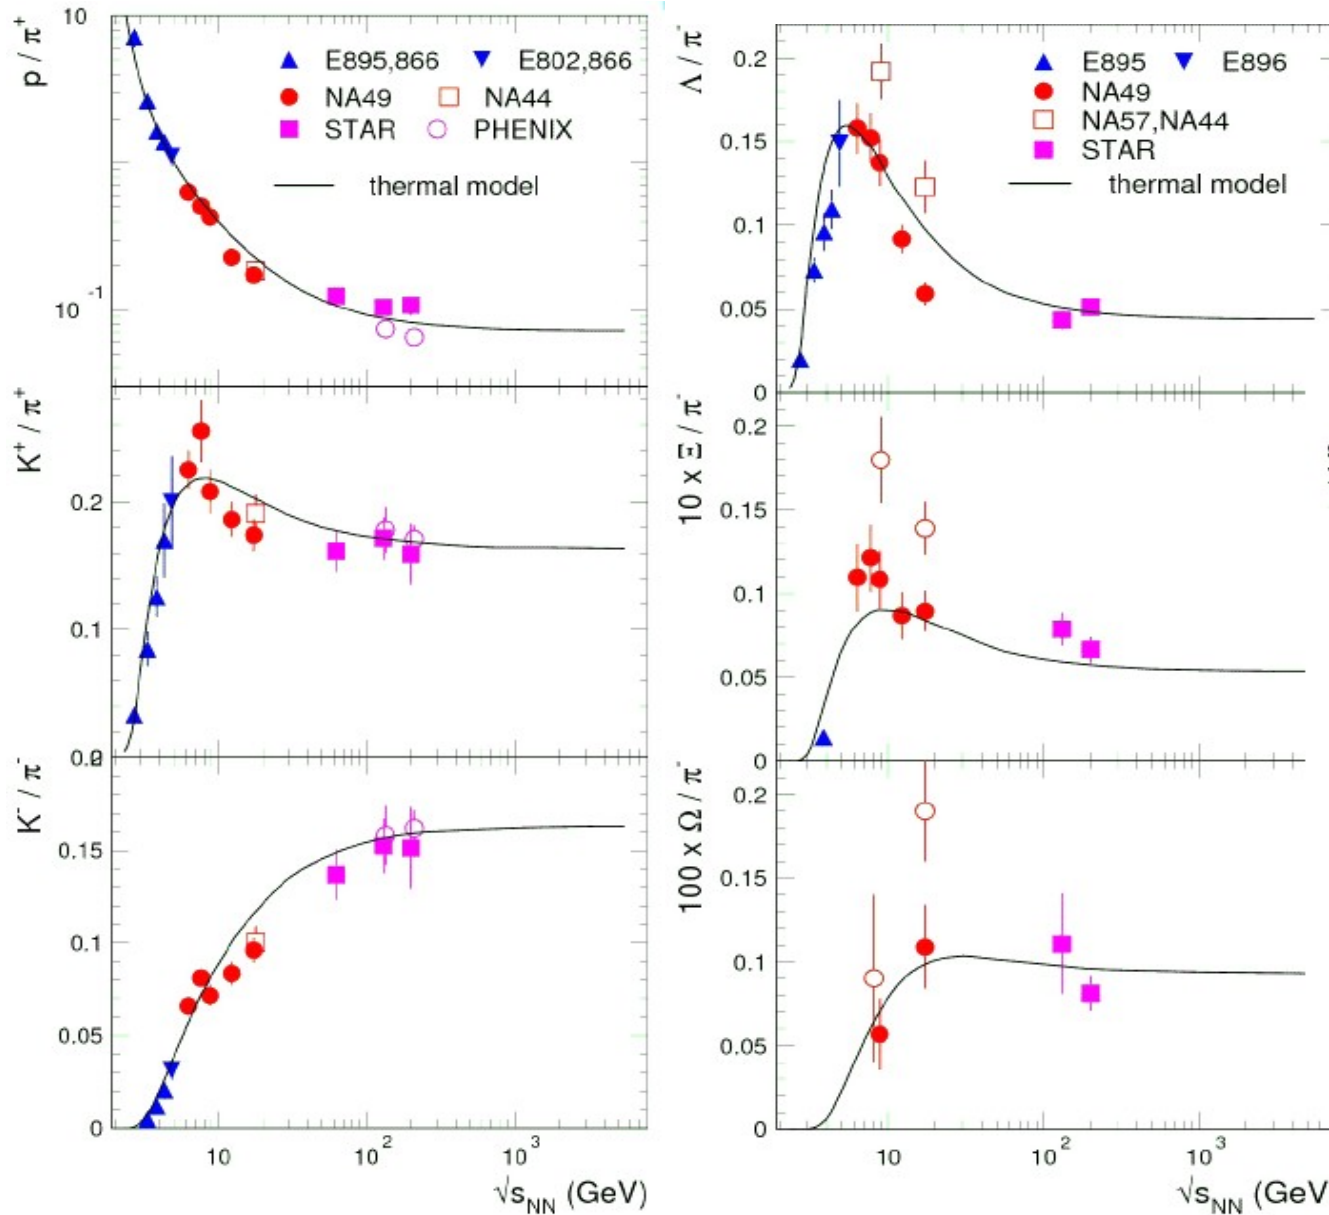 p / π⁺
10
10⁻¹
E895,866 E802,866
NA49 NA44
STAR PHENIX
thermal model
K⁺ / π⁺
0.2
0.1
0
K⁻ / π⁻
0.15
0.1
0.05
0
10 10² 10³
√s_NN (GeV)
Λ / π⁻
0.2
0.15
0.1
0.05
0
E895 E896
NA49
NA57,NA44
STAR
thermal model
10 x Ξ / π⁻
0.2
0.15
0.1
0.05
0
100 x Ω / π⁻
0.2
0.15
0.1
0.05
0
10 10² 10³
√s_NN (GeV)